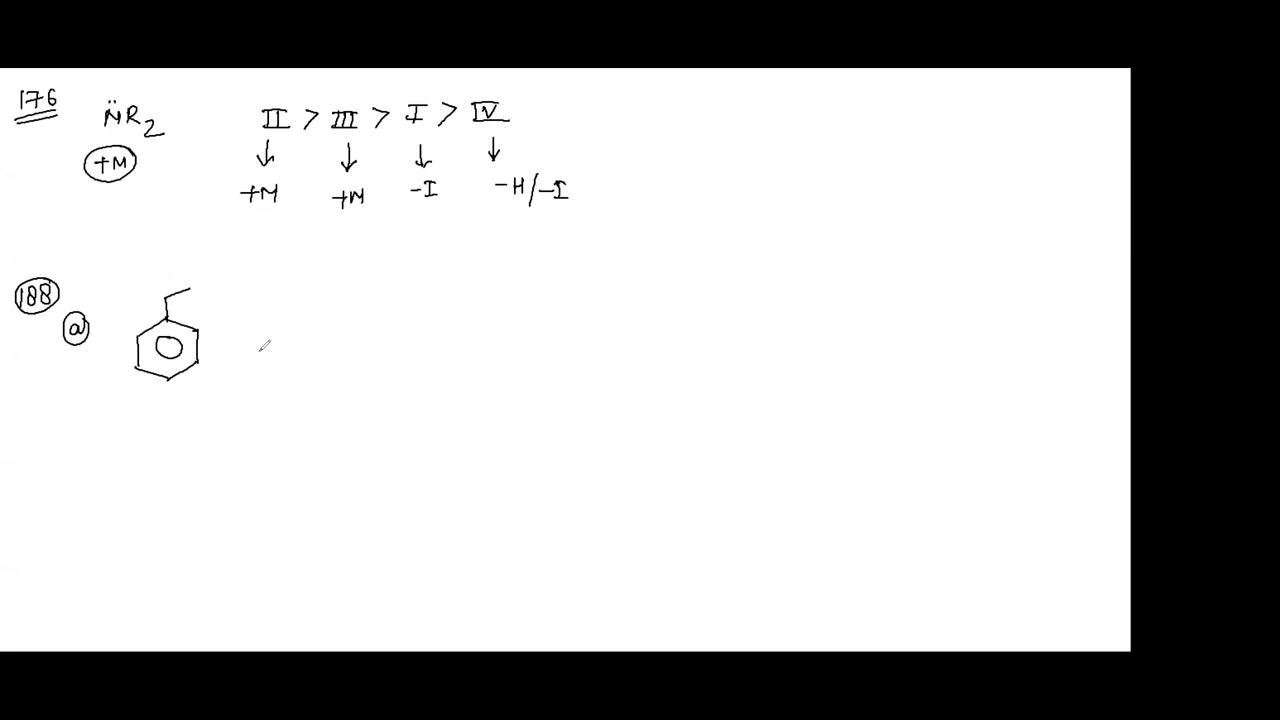 176
N̈R₂ II > III > I > IV
+M +M +M -I -H/-I
188
a